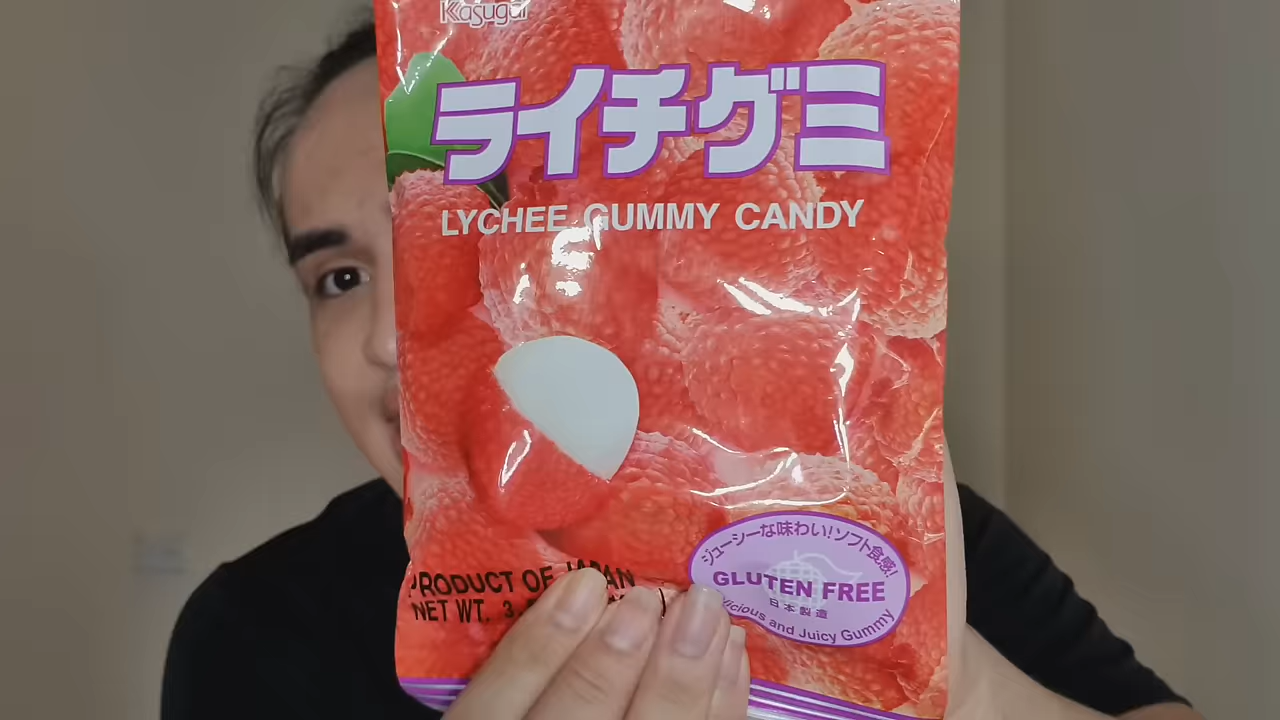 Kasugai
ライチグミ
LYCHEE GUMMY CANDY
ジューシーな味わい!ソフト食感!
GLUTEN FREE
日本製造
and Juicy Gummy
PRODUCT OF JAPAN
NET WT. 3.